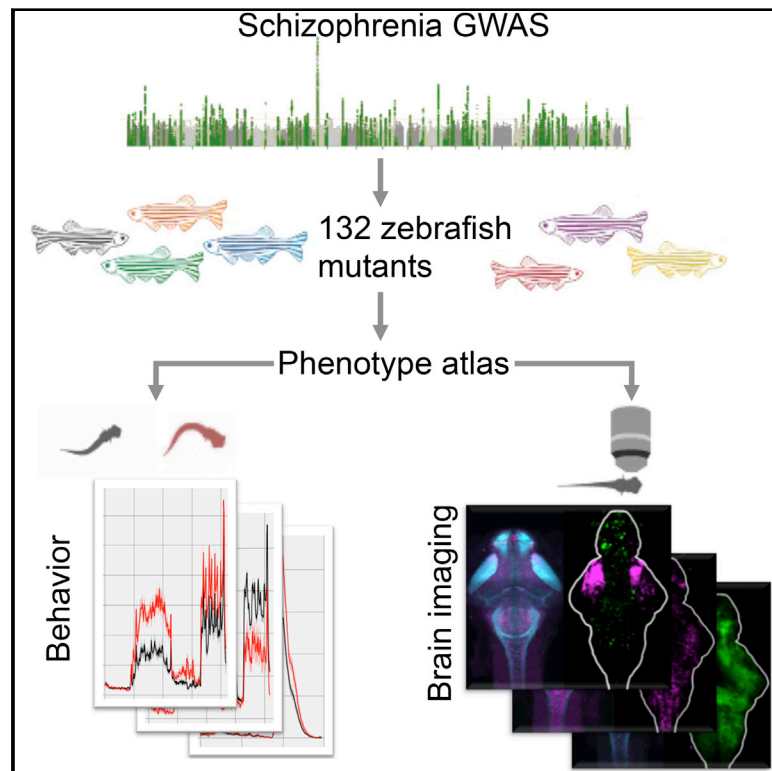 Schizophrenia GWAS
132 zebrafish
mutants
Phenotype atlas
Behavior
Brain imaging